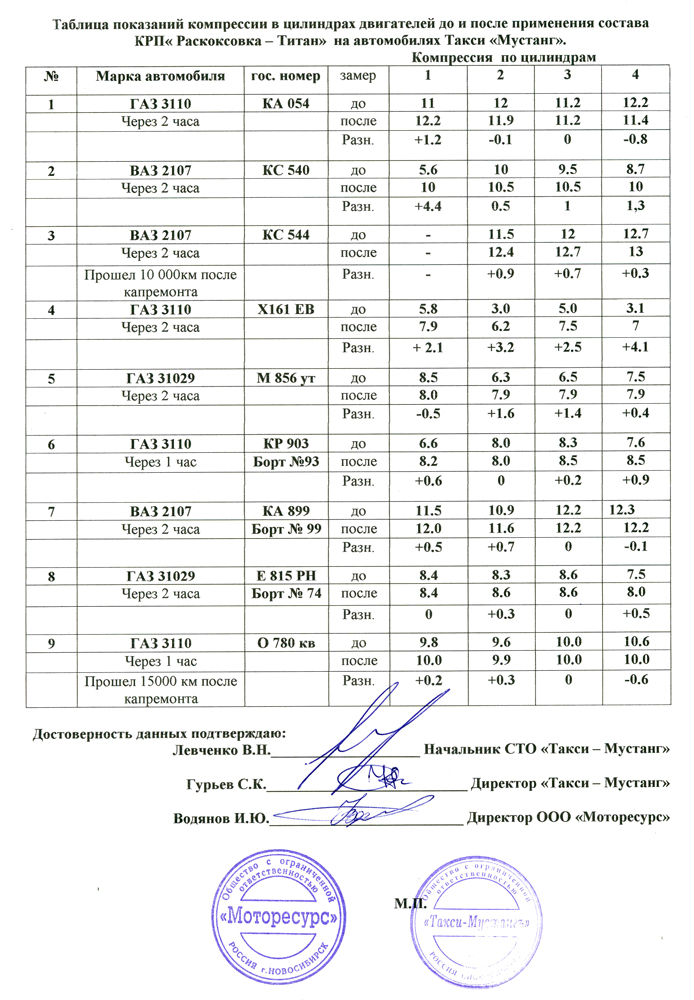 Таблица показаний компрессии в цилиндрах двигателей до и после применения состава
КРП« Раскоксовка – Титан» на автомобилях Такси «Мустанг».
Компрессия по цилиндрам
№ Марка автомобиля гос. номер замер 1 2 3 4
1 ГАЗ 3110 КА 054 до 11 12 11.2 12.2
Через 2 часа после 12.2 11.9 11.2 11.4
Разн. +1.2 -0.1 0 -0.8
2 ВАЗ 2107 КС 540 до 5.6 10 9.5 8.7
Через 2 часа после 10 10.5 10.5 10
Разн. +4.4 0.5 1 1,3
3 ВАЗ 2107 КС 544 до - 11.5 12 12.7
Через 2 часа после - 12.4 12.7 13
Прошел 10 000км после Разн. - +0.9 +0.7 +0.3
капремонта
4 ГАЗ 3110 Х161 ЕВ до 5.8 3.0 5.0 3.1
Через 2 часа после 7.9 6.2 7.5 7
Разн. + 2.1 +3.2 +2.5 +4.1
5 ГАЗ 31029 М 856 ут до 8.5 6.3 6.5 7.5
Через 2 часа после 8.0 7.9 7.9 7.9
Разн. -0.5 +1.6 +1.4 +0.4
6 ГАЗ 3110 КР 903 до 6.6 8.0 8.3 7.6
Через 1 час Борт №93 после 8.2 8.0 8.5 8.5
Разн. +0.6 0 +0.2 +0.9
7 ВАЗ 2107 КА 899 до 11.5 10.9 12.2 12.3
Через 2 часа Борт № 99 после 12.0 11.6 12.2 12.2
Разн. +0.5 +0.7 0 -0.1
8 ГАЗ 31029 Е 815 РН до 8.4 8.3 8.6 7.5
Через 2 часа Борт № 74 после 8.4 8.6 8.6 8.0
Разн. 0 +0.3 0 +0.5
9 ГАЗ 3110 О 780 кв до 9.8 9.6 10.0 10.6
Через 1 час после 10.0 9.9 10.0 10.0
Прошел 15000 км после Разн. +0.2 +0.3 0 -0.6
капремонта
Достоверность данных подтверждаю:
Левченко В.Н. Начальник СТО «Такси – Мустанг»
Гурьев С.К. Директор «Такси – Мустанг»
Водянов И.Ю. Директор ООО «Моторесурс»
М.П.
Общество с ограниченной
ответственностью
«Моторесурс»
РОССИЯ г.НОВОСИБИРСК
Общество с ограниченной
ответственностью
«Такси-Мустангъ»
РОССИЯ